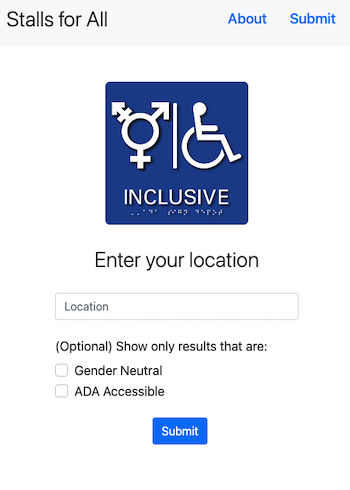 Stalls for All
About
Submit
INCLUSIVE
Enter your location
Location
(Optional) Show only results that are:
Gender Neutral
ADA Accessible
Submit